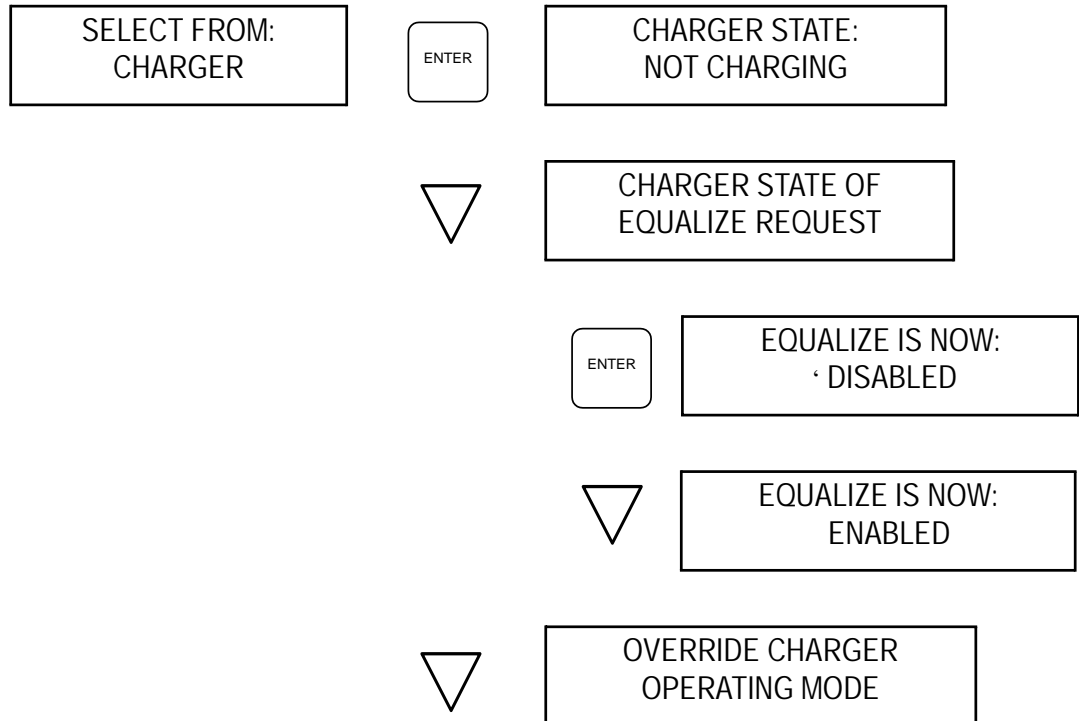 SELECT FROM:
CHARGER
ENTER
CHARGER STATE:
NOT CHARGING
CHARGER STATE OF
EQUALIZE REQUEST
ENTER
EQUALIZE IS NOW:
‘ DISABLED
EQUALIZE IS NOW:
ENABLED
OVERRIDE CHARGER
OPERATING MODE